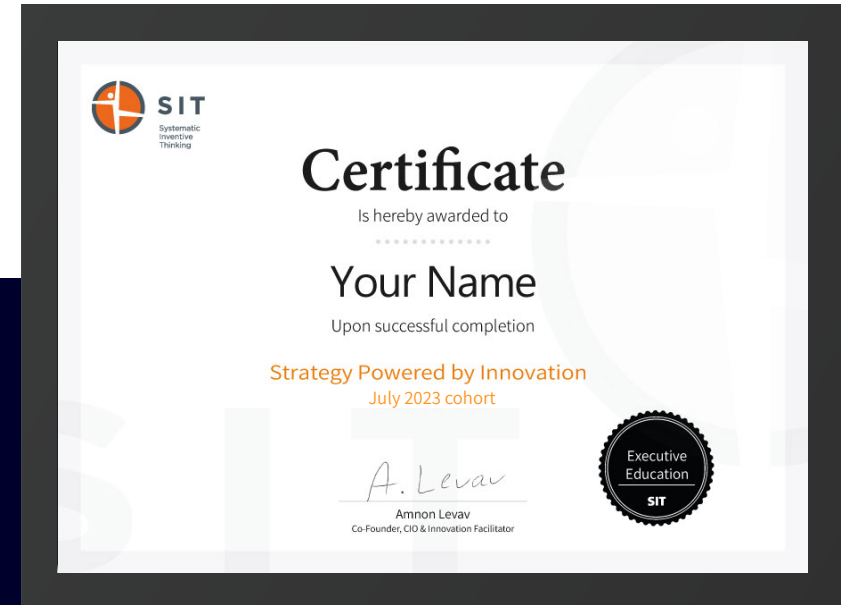 SIT
Systematic
Inventive
Thinking
Certificate
Is hereby awarded to
Your Name
Upon successful completion
Strategy Powered by Innovation
July 2023 cohort
A. Levav
Amnon Levav
Co-Founder, CIO & Innovation Facilitator
Executive
Education
SIT
SIT